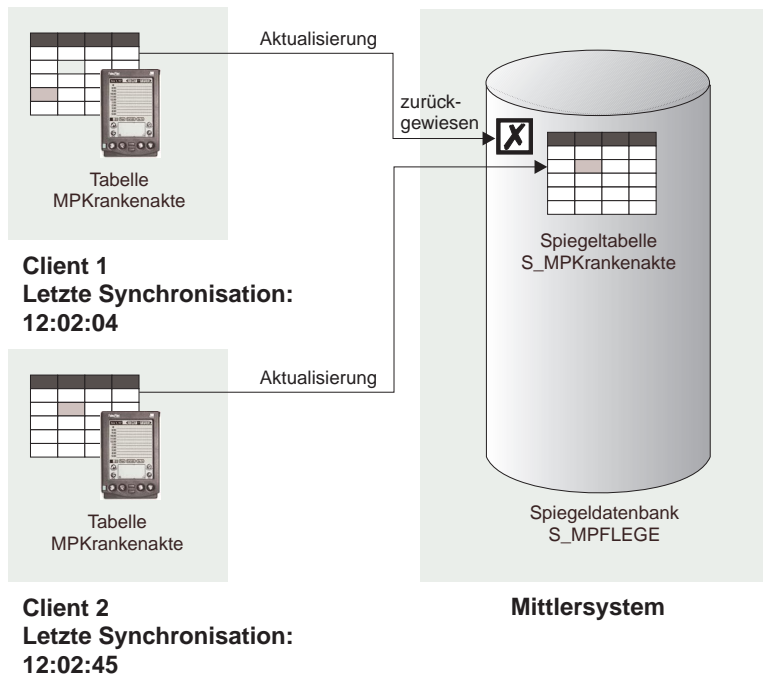 Aktualisierung
zurück-
gewiesen
Tabelle
MPKrankenakte
Spiegeltabelle
S_MPKrankenakte
Client 1
Letzte Synchronisation:
12:02:04
Aktualisierung
Tabelle
MPKrankenakte
Spiegeldatenbank
S_MPFLEGE
Client 2
Letzte Synchronisation:
12:02:45
Mittlersystem